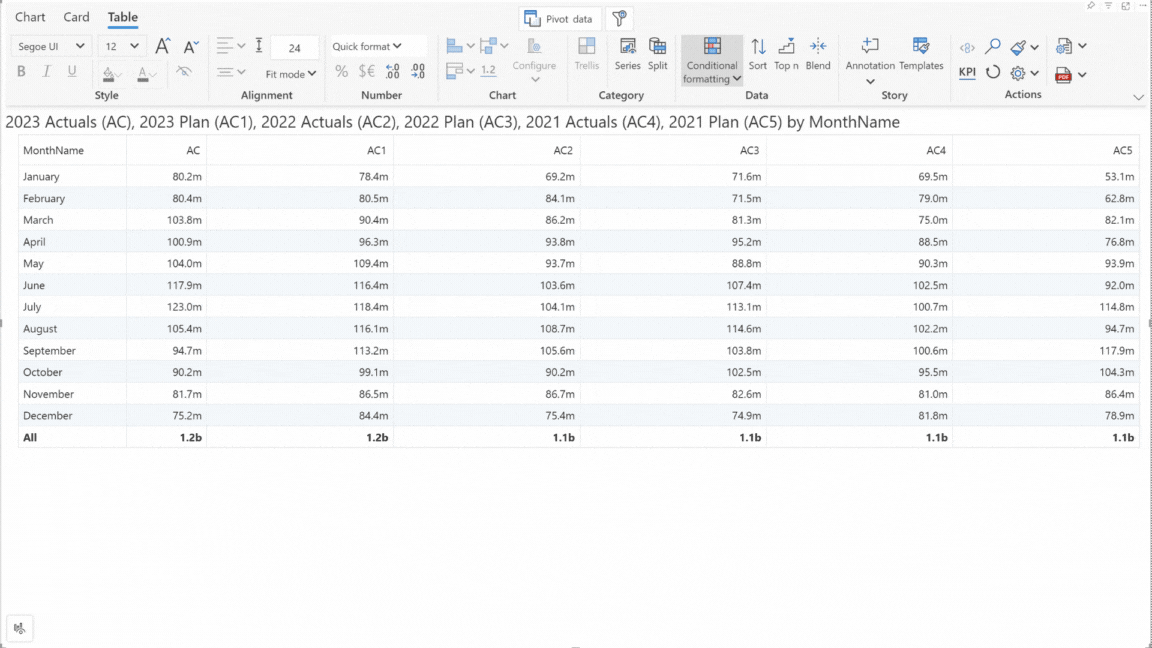 Chart Card Table
Pivot data
Segoe UI 12 A A 24 Quick format
B I U A Fit mode % $€ .0 .00 .00 .0 1.2
Configure Trellis Series Split Conditional formatting Sort Top n Blend Annotation Templates KPI PDF
Style Alignment Number Chart Category Data Story Actions
2023 Actuals (AC), 2023 Plan (AC1), 2022 Actuals (AC2), 2022 Plan (AC3), 2021 Actuals (AC4), 2021 Plan (AC5) by MonthName
MonthName AC AC1 AC2 AC3 AC4 AC5
January 80.2m 78.4m 69.2m 71.6m 69.5m 53.1m
February 80.4m 80.5m 84.1m 71.5m 79.0m 62.8m
March 103.8m 90.4m 86.2m 81.3m 75.0m 82.1m
April 100.9m 96.3m 93.8m 95.2m 88.5m 76.8m
May 104.0m 109.4m 93.7m 88.8m 90.3m 93.9m
June 117.9m 116.4m 103.6m 107.4m 102.5m 92.0m
July 123.0m 118.4m 104.1m 113.1m 100.7m 114.8m
August 105.4m 116.1m 108.7m 114.6m 102.2m 94.7m
September 94.7m 113.2m 105.6m 103.8m 100.6m 117.9m
October 90.2m 99.1m 90.2m 102.5m 95.5m 104.3m
November 81.7m 86.5m 86.7m 82.6m 81.0m 86.4m
December 75.2m 84.4m 75.4m 74.9m 81.8m 78.9m
All 1.2b 1.2b 1.1b 1.1b 1.1b 1.1b